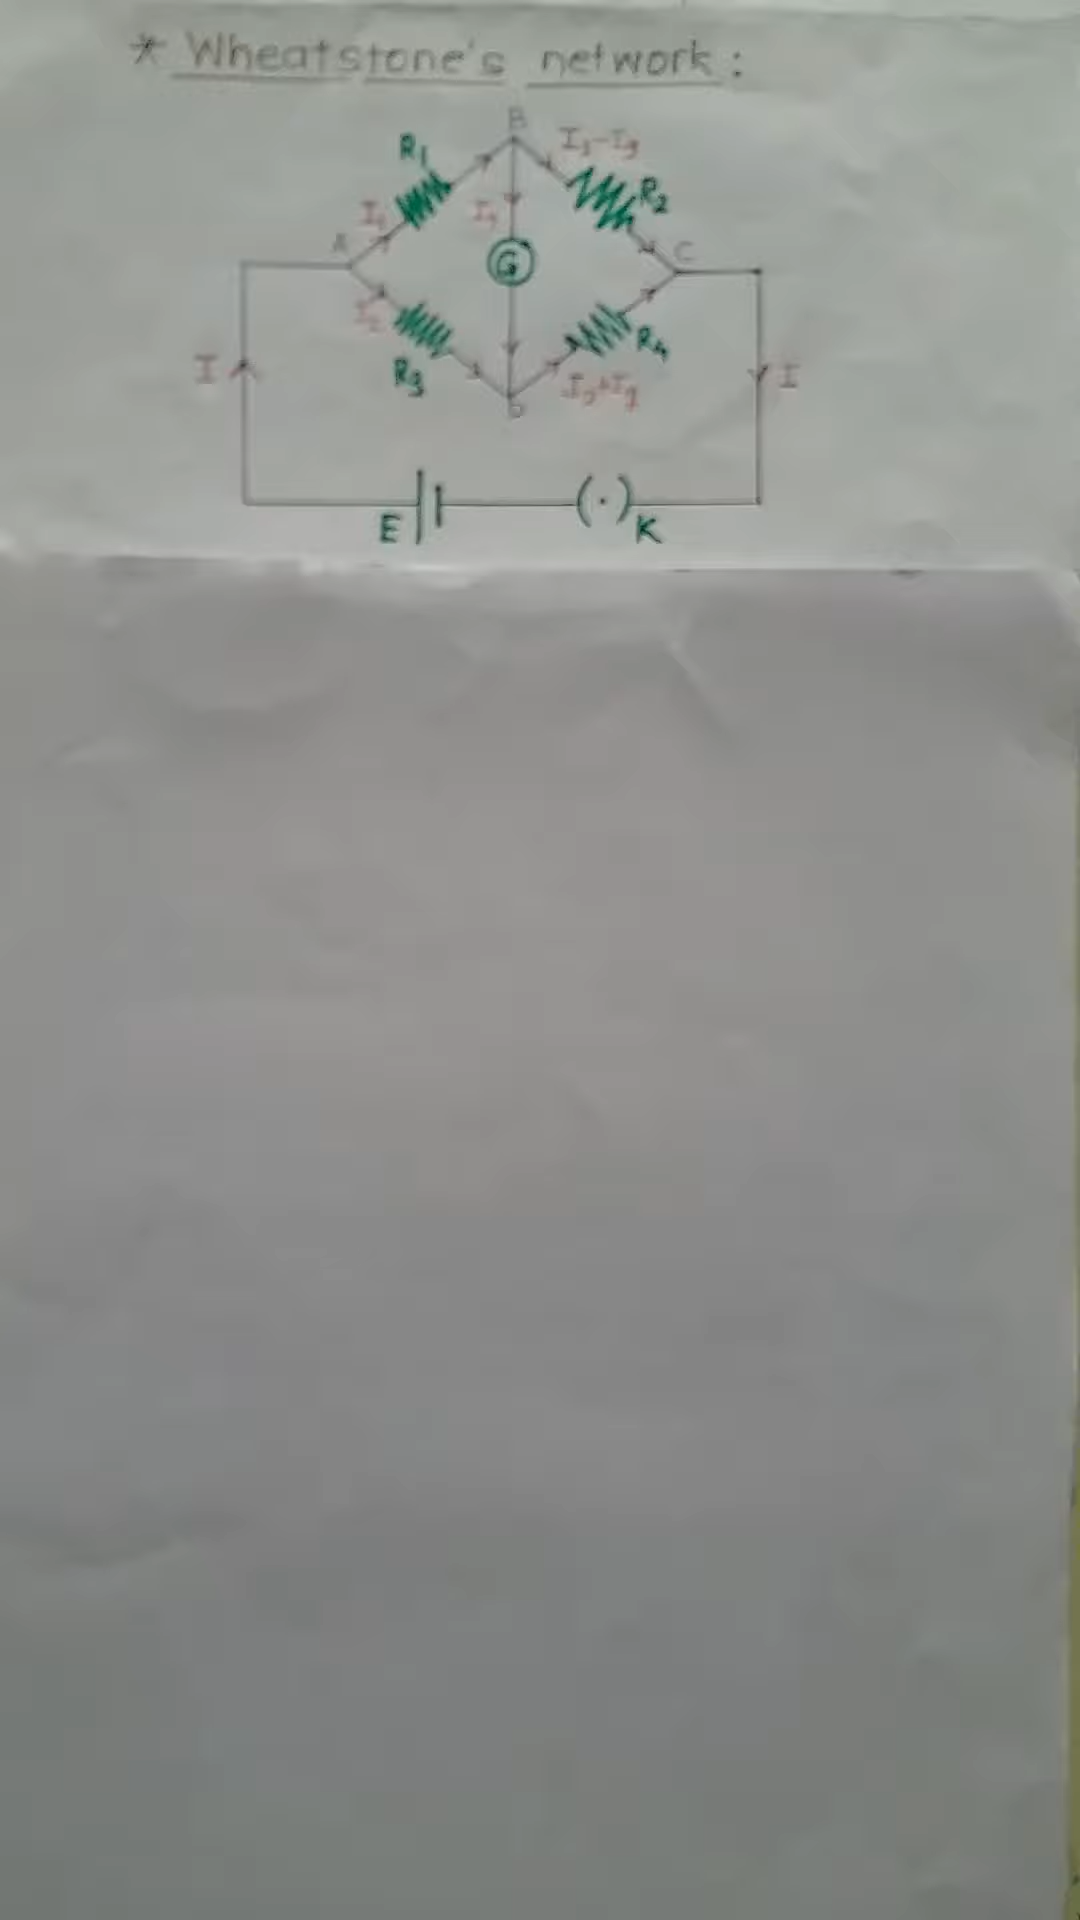 * Wheatstone's network :
B
R1
I1-Ig
R2
I1
Ig
A
G
C
I2
R3
R4
I
D
I2+Ig
I
E
K